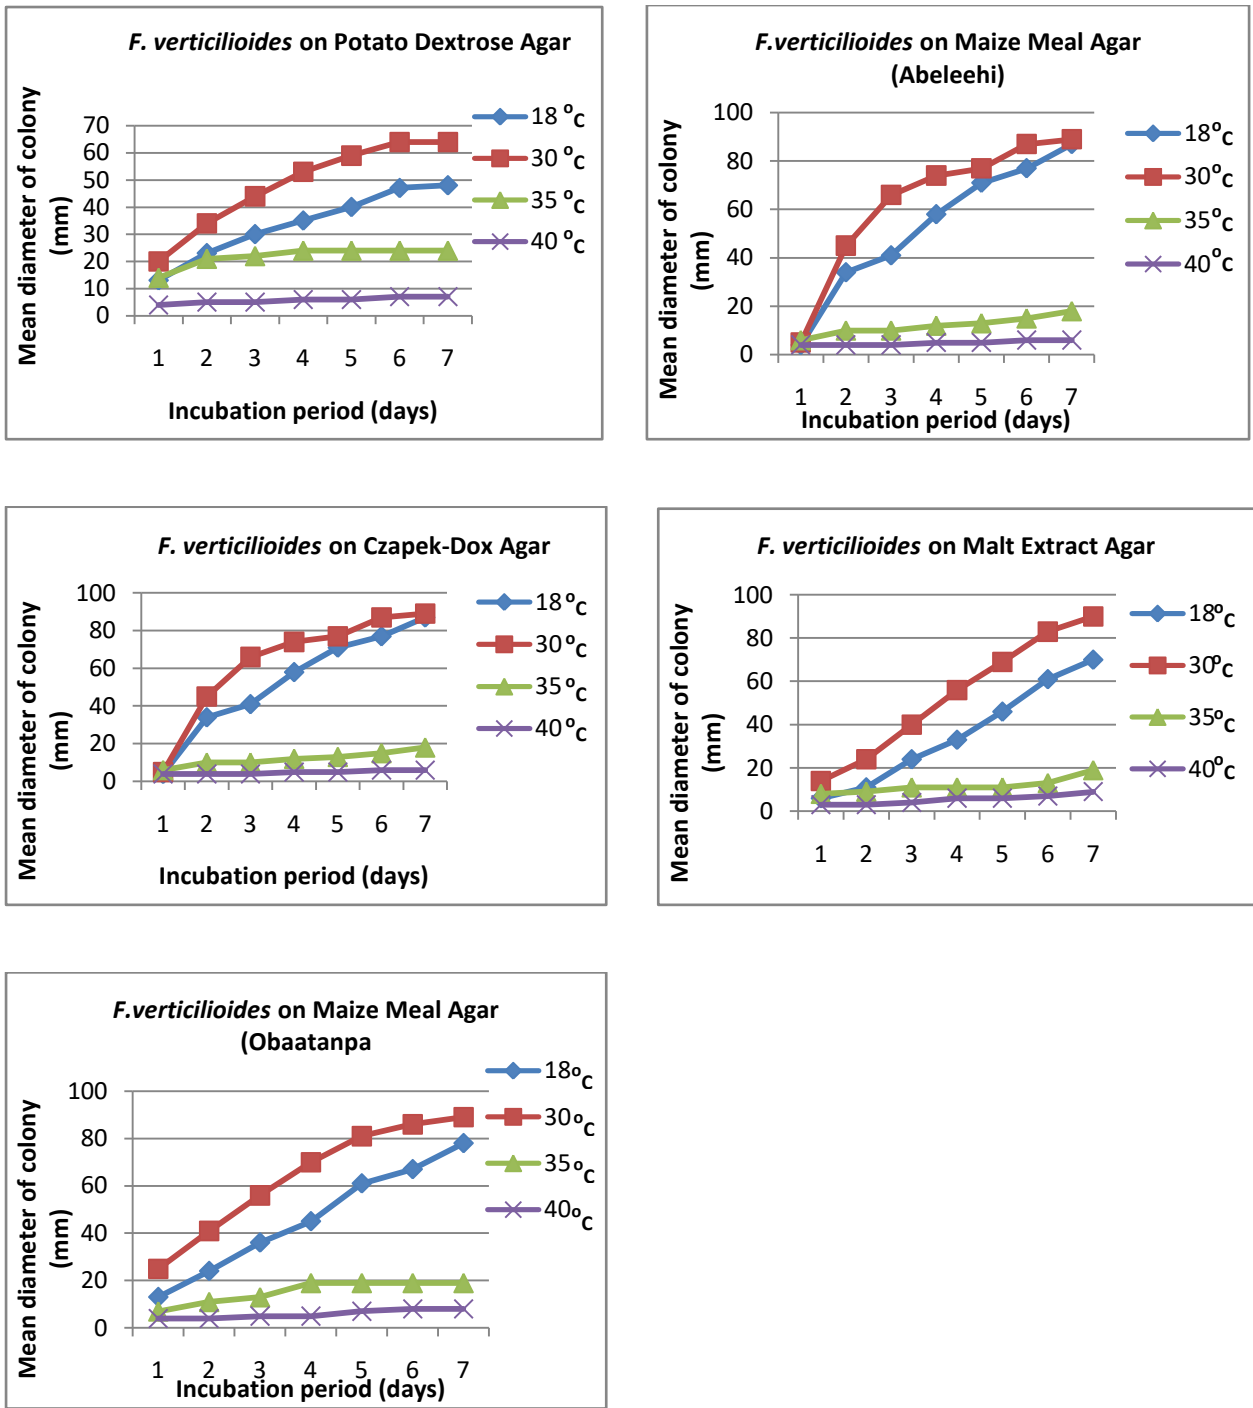 F. verticilioides on Potato Dextrose Agar
Mean diameter of colony
(mm)
70
60
50
40
30
20
10
0
1 2 3 4 5 6 7
Incubation period (days)
18 °C
30 °C
35 °C
40 °C
F.verticilioides on Maize Meal Agar
(Abeleehi)
Mean diameter of colony
(mm)
100
80
60
40
20
0
1 2 3 4 5 6 7
Incubation period (days)
18°C
30°C
35°C
40°C
F. verticilioides on Czapek-Dox Agar
Mean diameter of colony
(mm)
100
80
60
40
20
0
1 2 3 4 5 6 7
Incubation period (days)
18°C
30°C
35°C
40°C
F. verticilioides on Malt Extract Agar
Mean diameter of colony
(mm)
100
80
60
40
20
0
1 2 3 4 5 6 7
18°C
30°C
35°C
40°C
F.verticilioides on Maize Meal Agar
(Obaatanpa
Mean diameter of colony
(mm)
100
80
60
40
20
0
1 2 3 4 5 6 7
Incubation period (days)
18°C
30°C
35°C
40°C